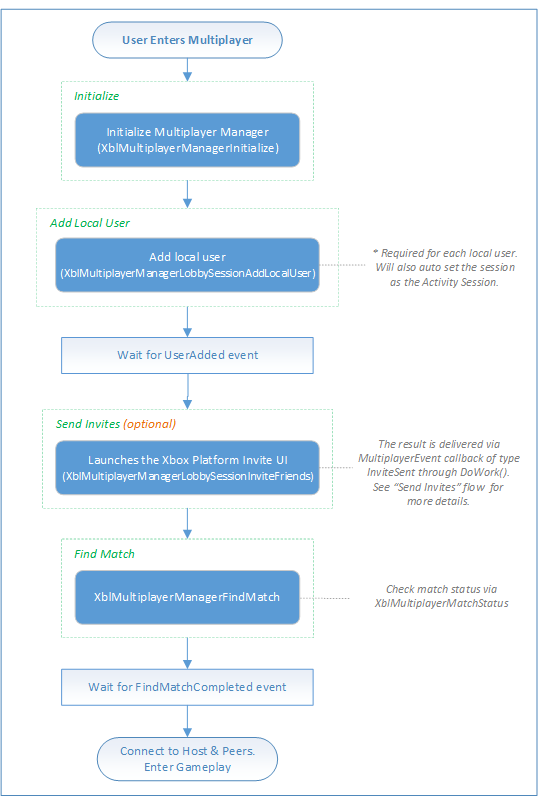 User Enters Multiplayer
Initialize
Initialize Multiplayer Manager
(XblMultiplayerManagerInitialize)
Add Local User
Add local user
(XblMultiplayerManagerLobbySessionAddLocalUser)
* Required for each local user.
Will also auto set the session
as the Activity Session.
Wait for UserAdded event
Send Invites (optional)
Launches the Xbox Platform Invite UI
(XblMultiplayerManagerLobbySessionInviteFriends)
The result is delivered via
MultiplayerEvent callback of type
InviteSent through DoWork().
See “Send Invites” flow for
more details.
Find Match
XblMultiplayerManagerFindMatch
Check match status via
XblMultiplayerMatchStatus
Wait for FindMatchCompleted event
Connect to Host & Peers.
Enter Gameplay